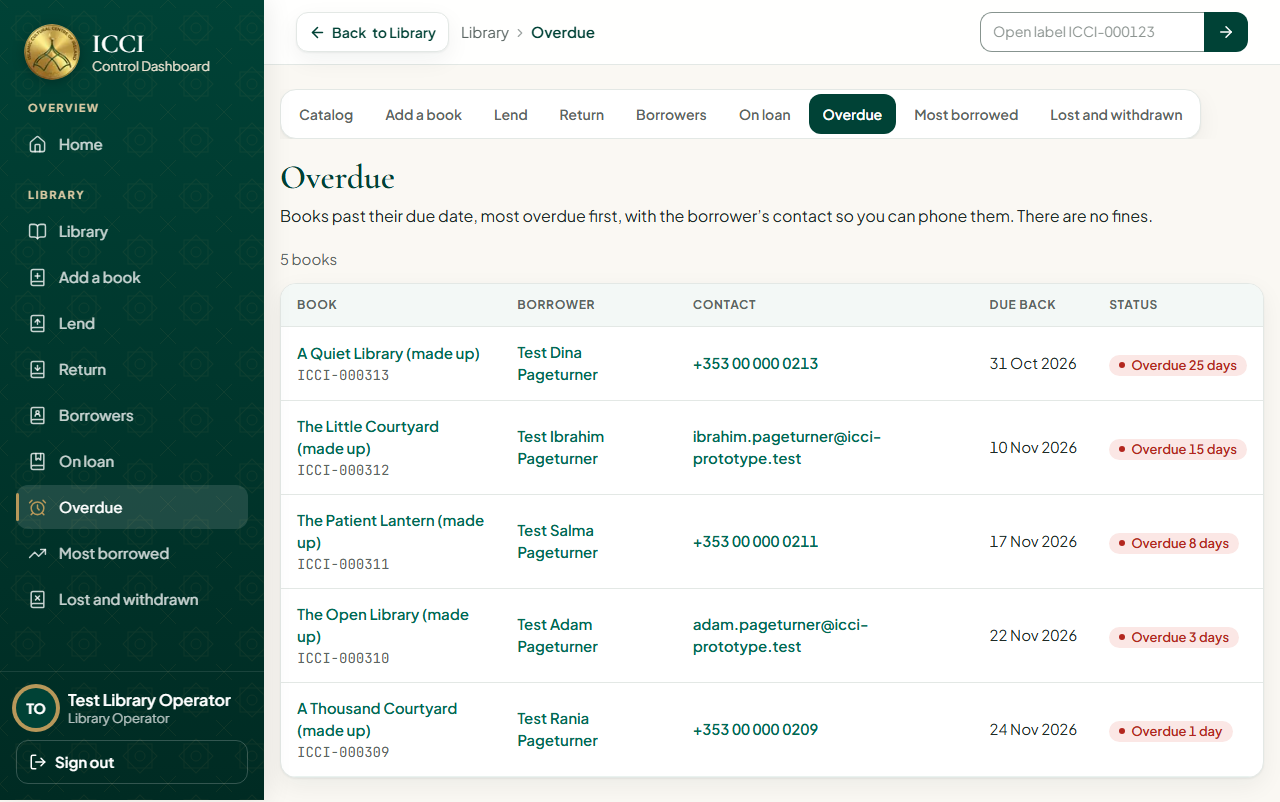 ICCI
Control Dashboard
OVERVIEW
Home
LIBRARY
Library
Add a book
Lend
Return
Borrowers
On loan
Overdue
Most borrowed
Lost and withdrawn
TO
Test Library Operator
Library Operator
Sign out
Back to Library
Library
Overdue
Open label ICCI-000123
Catalog
Add a book
Lend
Return
Borrowers
On loan
Overdue
Most borrowed
Lost and withdrawn
Overdue
Books past their due date, most overdue first, with the borrower’s contact so you can phone them. There are no fines.
5 books
BOOK BORROWER CONTACT DUE BACK STATUS
A Quiet Library (made up)
ICCI-000313
Test Dina
Pageturner
+353 00 000 0213
31 Oct 2026
Overdue 25 days
The Little Courtyard
(made up)
ICCI-000312
Test Ibrahim
Pageturner
ibrahim.pageturner@icci-
prototype.test
10 Nov 2026
Overdue 15 days
The Patient Lantern (made
up)
ICCI-000311
Test Salma
Pageturner
+353 00 000 0211
17 Nov 2026
Overdue 8 days
The Open Library (made
up)
ICCI-000310
Test Adam
Pageturner
adam.pageturner@icci-
prototype.test
22 Nov 2026
Overdue 3 days
A Thousand Courtyard
(made up)
ICCI-000309
Test Rania
Pageturner
+353 00 000 0209
24 Nov 2026
Overdue 1 day